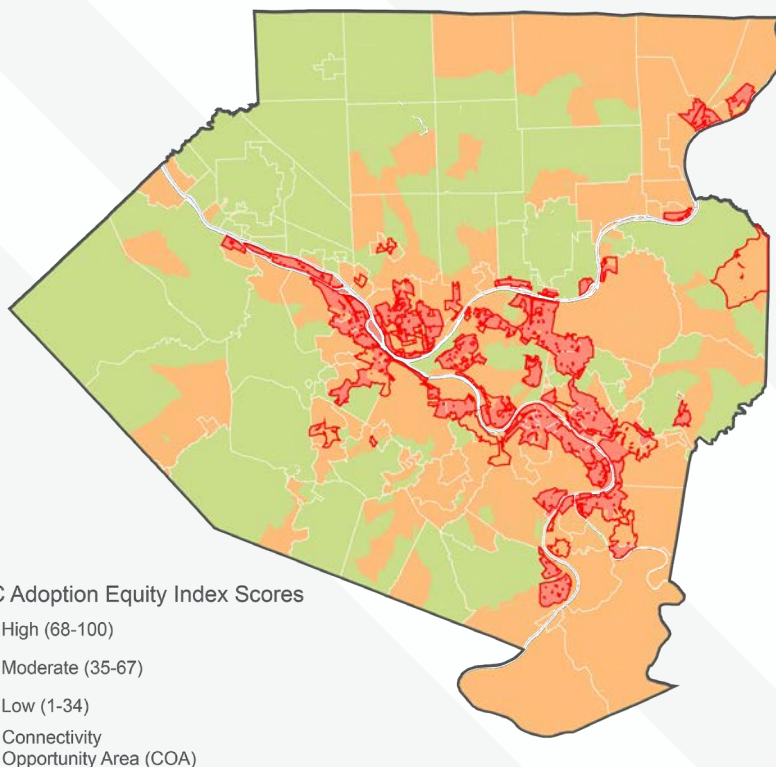 C Adoption Equity Index Scores
High (68-100)
Moderate (35-67)
Low (1-34)
Connectivity
Opportunity Area (COA)